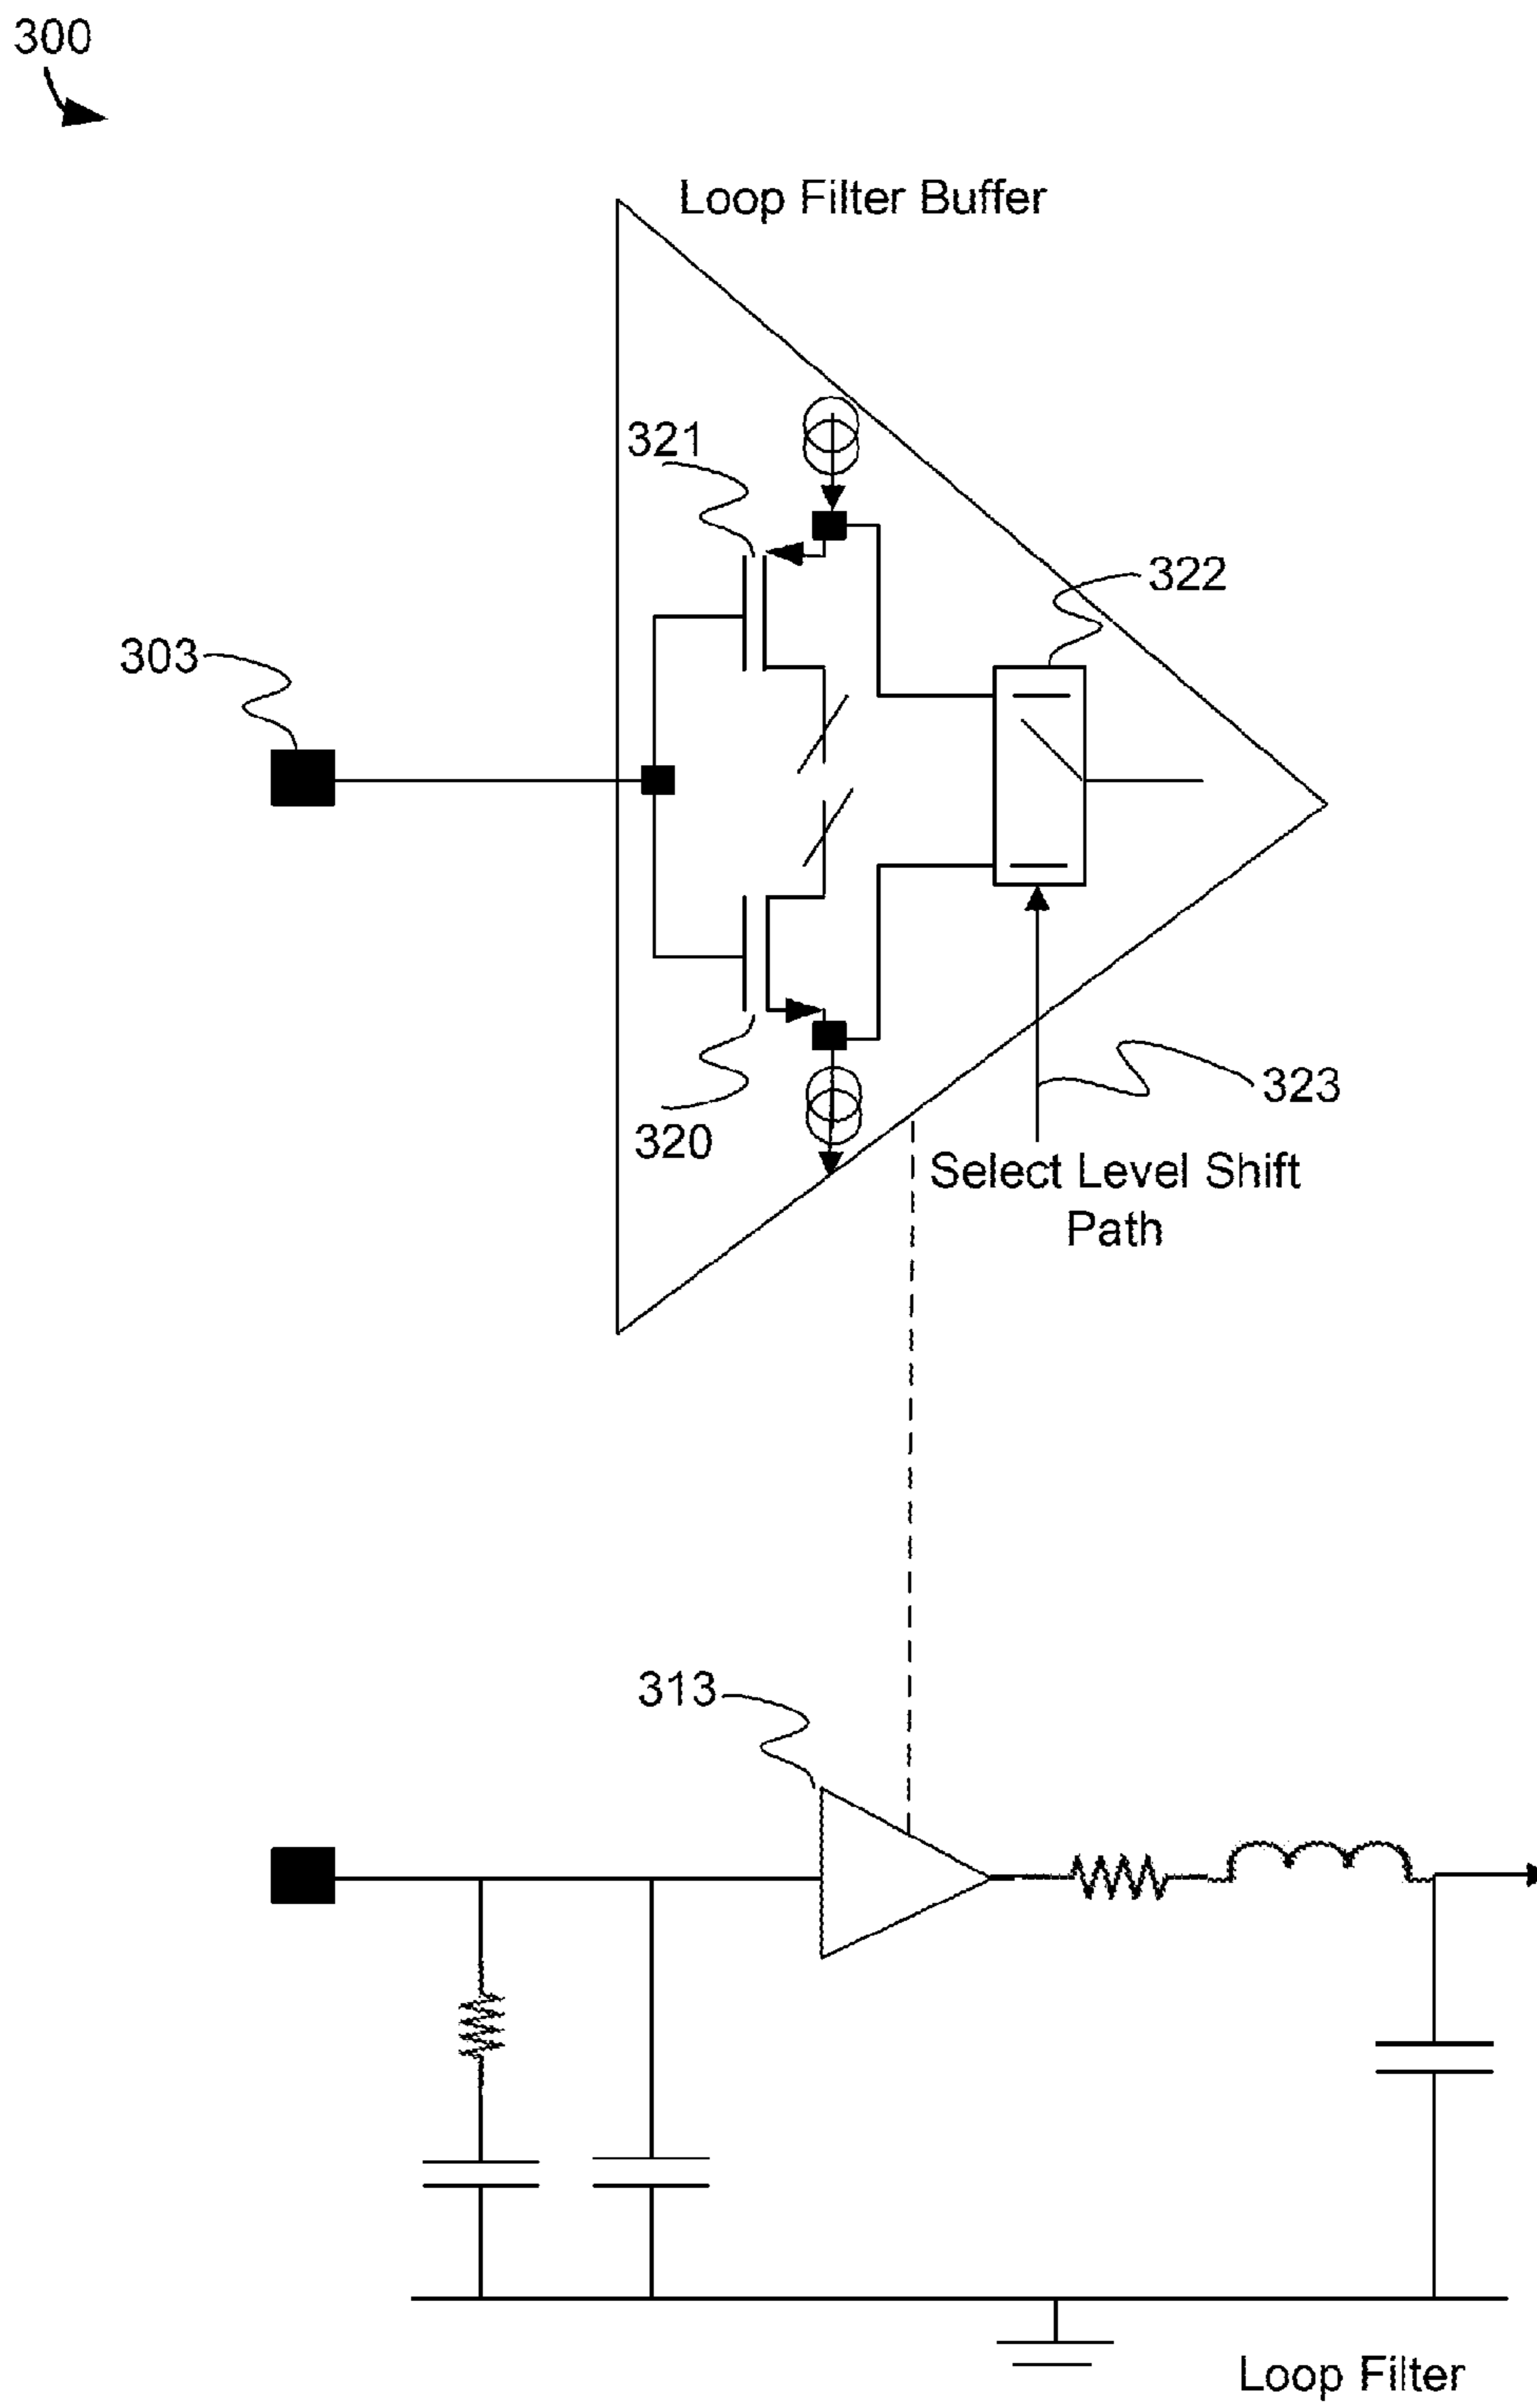 300
Loop Filter Buffer
321
322
303
323
320
Select Level Shift
Path
313
Loop Filter